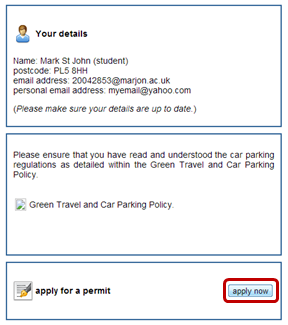 Your details
Name: Mark St John (student)
postcode: PL5 8HH
email address: 20042853@marjon.ac.uk
personal email address: myemail@yahoo.com
(Please make sure your details are up to date.)
Please ensure that you have read and understood the car parking
regulations as detailed within the Green Travel and Car Parking
Policy.
Green Travel and Car Parking Policy.
apply for a permit
apply now